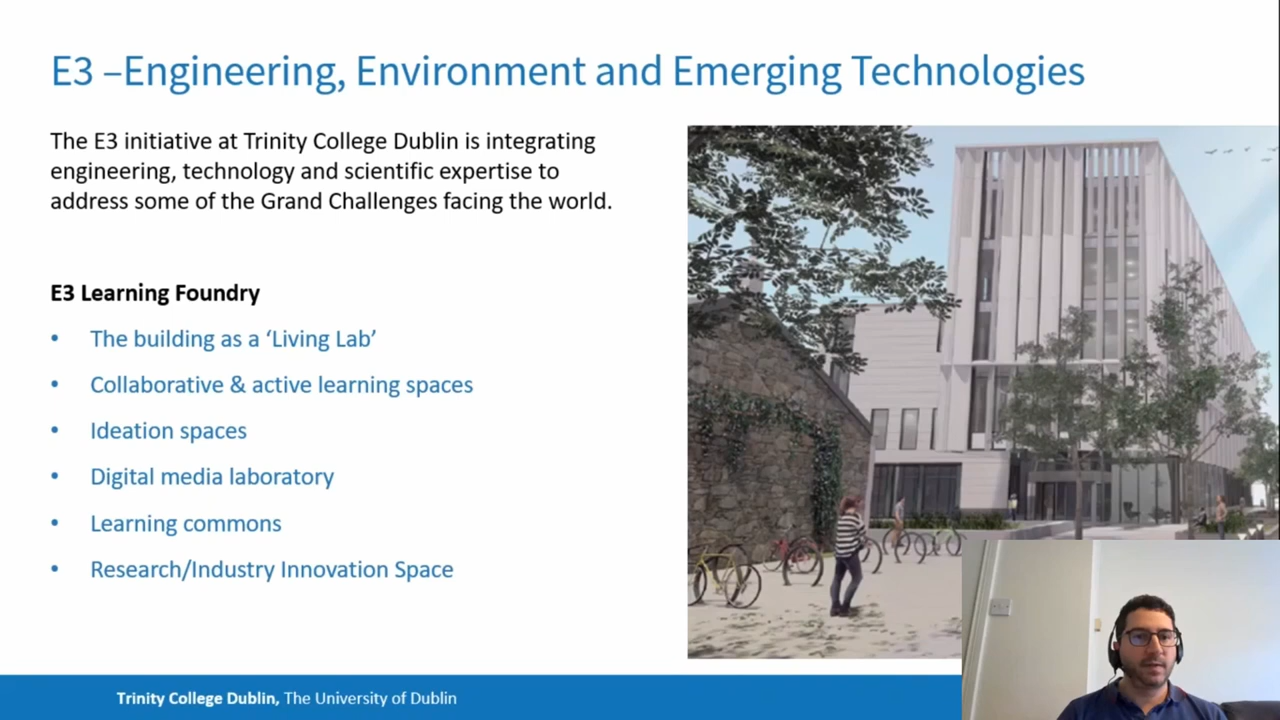 E3 –Engineering, Environment and Emerging Technologies
The E3 initiative at Trinity College Dublin is integrating
engineering, technology and scientific expertise to
address some of the Grand Challenges facing the world.
E3 Learning Foundry
• The building as a ‘Living Lab’
• Collaborative & active learning spaces
• Ideation spaces
• Digital media laboratory
• Learning commons
• Research/Industry Innovation Space
Trinity College Dublin, The University of Dublin